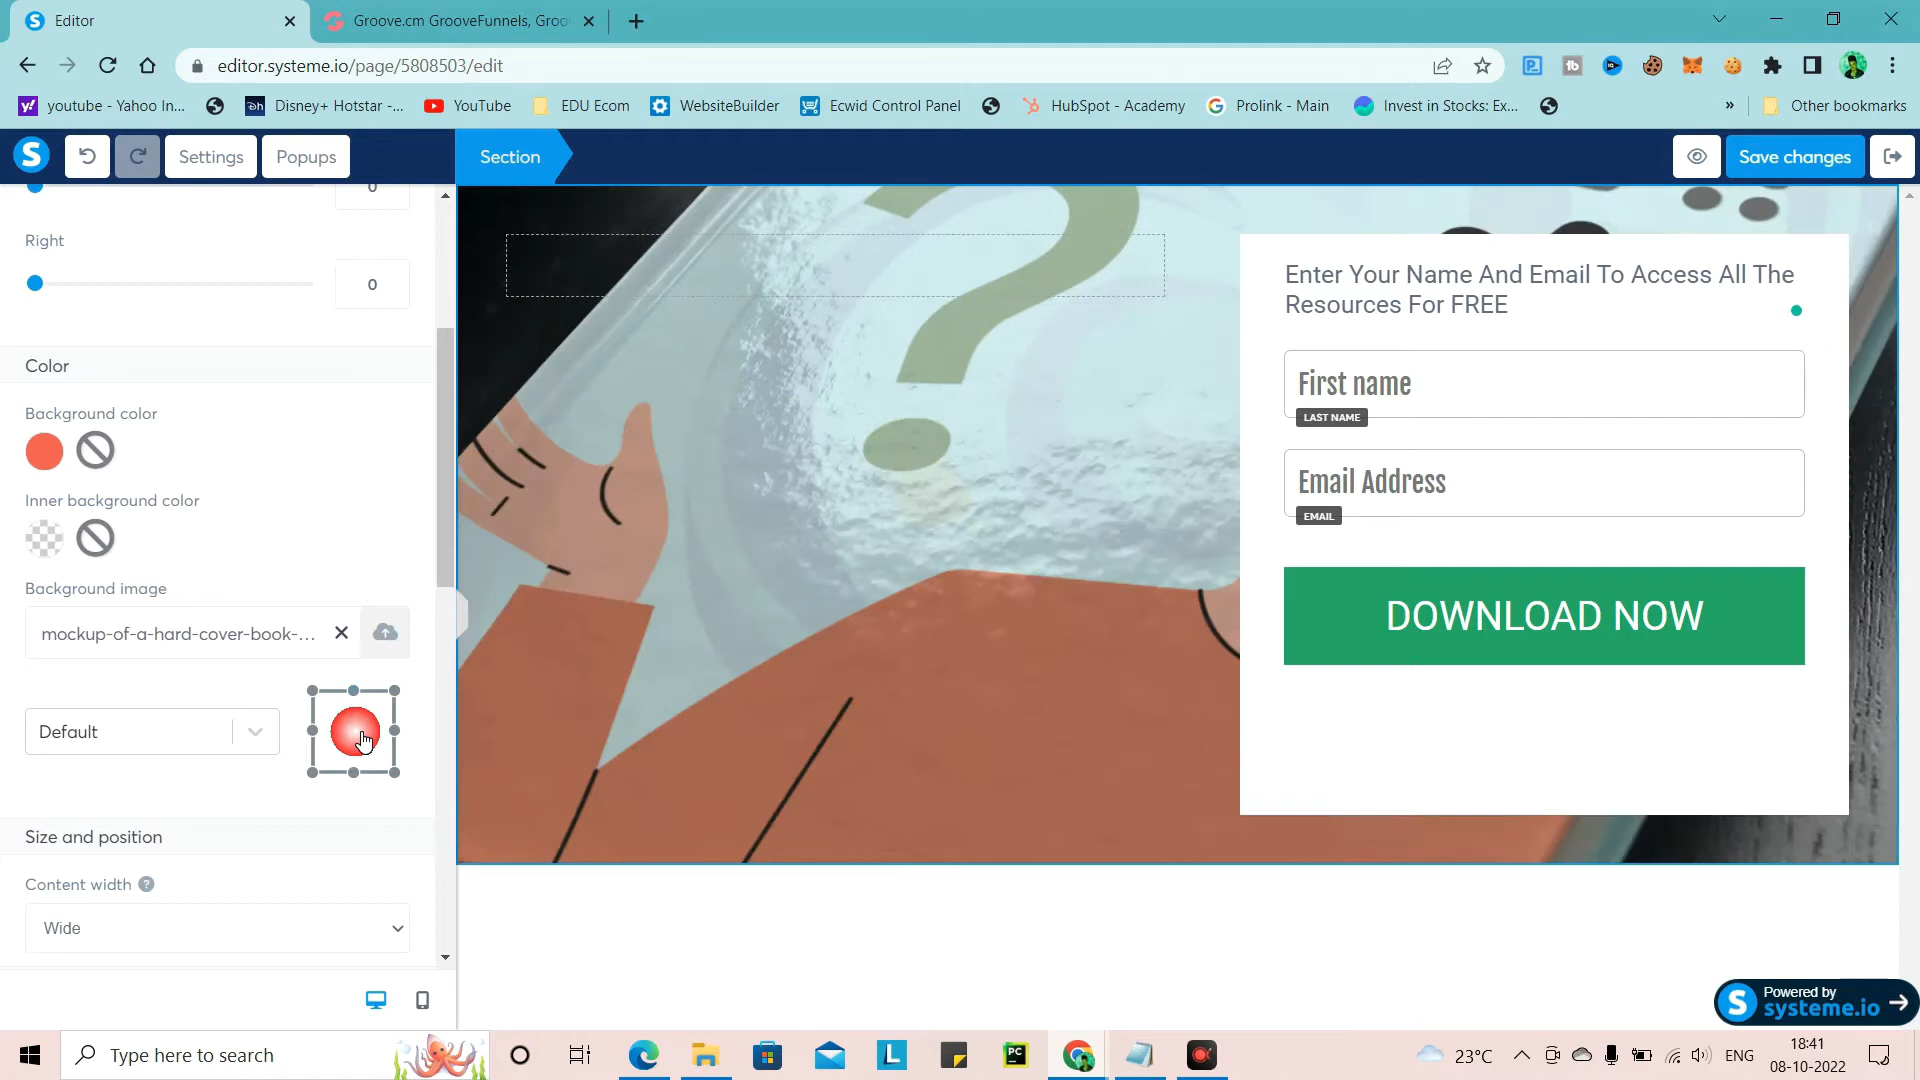 Editor
Groove.cm GrooveFunnels, Groo
editor.systeme.io/page/5808503/edit
youtube - Yahoo In...
Disney+ Hotstar -...
YouTube
EDU Ecom
WebsiteBuilder
Ecwid Control Panel
HubSpot - Academy
Prolink - Main
Invest in Stocks: Ex...
»
Other bookmarks
S
Settings
Popups
Section
Save changes
0
Right
0
Color
Background color
Inner background color
Background image
mockup-of-a-hard-cover-book-...
Default
Size and position
Content width ?
Wide
Enter Your Name And Email To Access All The
Resources For FREE
First name
LAST NAME
Email Address
EMAIL
DOWNLOAD NOW
Powered by
systeme.io
Type here to search
23°C
ENG
18:41
08-10-2022